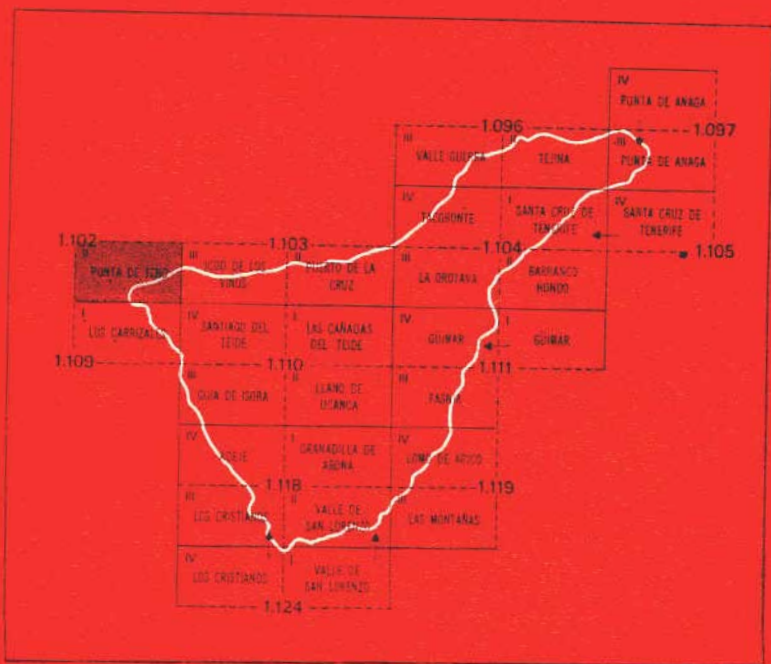 IV
PUNTA DE ANAGA
1.096
1.097
III
VALLE GUERRA
II
TEJINA
III
PUNTA DE ANAGA
IV
TACORONTE
I
SANTA CRUZ DE
TENERIFE
IV
SANTA CRUZ DE
TENERIFE
1.102
1.103
1.104
1.105
II
PUNTA DE TENO
III
ICOD DE LOS
VINOS
II
PUERTO DE LA
CRUZ
III
LA OROTAVA
II
BARRANCO
HONDO
I
LOS CARRIZALES
IV
SANTIAGO DEL
TEIDE
I
LAS CAÑADAS
DEL TEIDE
IV
GUIMAR
I
GUIMAR
1.109
1.110
1.111
III
GUIA DE ISORA
II
LLANO DE
UCANCA
III
FASNIA
IV
ADEJE
I
GRANADILLA DE
ABONA
IV
LOMO DE ARICO
1.118
1.119
III
LOS CRISTIANOS
II
VALLE DE
SAN LORENZO
III
LAS MONTAÑAS
IV
LOS CRISTIANOS
I
VALLE DE
SAN LORENZO
1.124